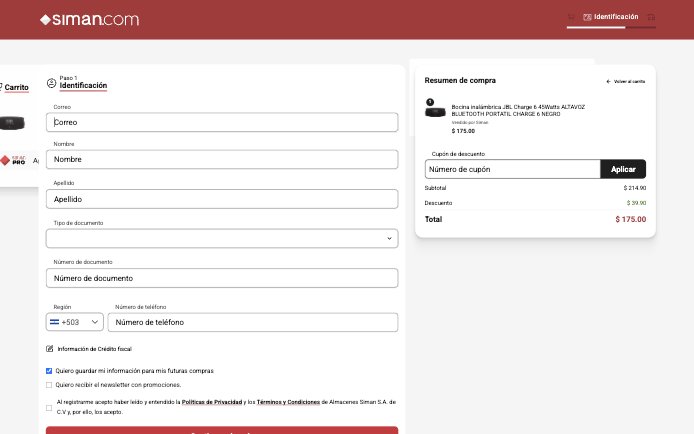 siman.com
Identificación
Carrito
PRO
Paso 1
Identificación
Correo
Correo
Nombre
Nombre
Apellido
Apellido
Tipo de documento
Número de documento
Número de documento
Región
Número de teléfono
+503
Número de teléfono
Información de Crédito fiscal
Quiero guardar mi información para mis futuras compras
Quiero recibir el newsletter con promociones.
Al registrarme acepto haber leído y entendido la Políticas de Privacidad y los Términos y Condiciones de Almacenes Siman S.A. de
C.V y, por ello, los acepto.
Resumen de compra
Volver al carrito
1
Bocina inalámbrica JBL Charge 6 45Watts ALTAVOZ
BLUETOOTH PORTATIL CHARGE 6 NEGRO
Vendido por Siman
$ 175.00
Cupón de descuento
Número de cupón
Aplicar
Subtotal
$ 214.90
Descuento
$ 39.90
Total
$ 175.00